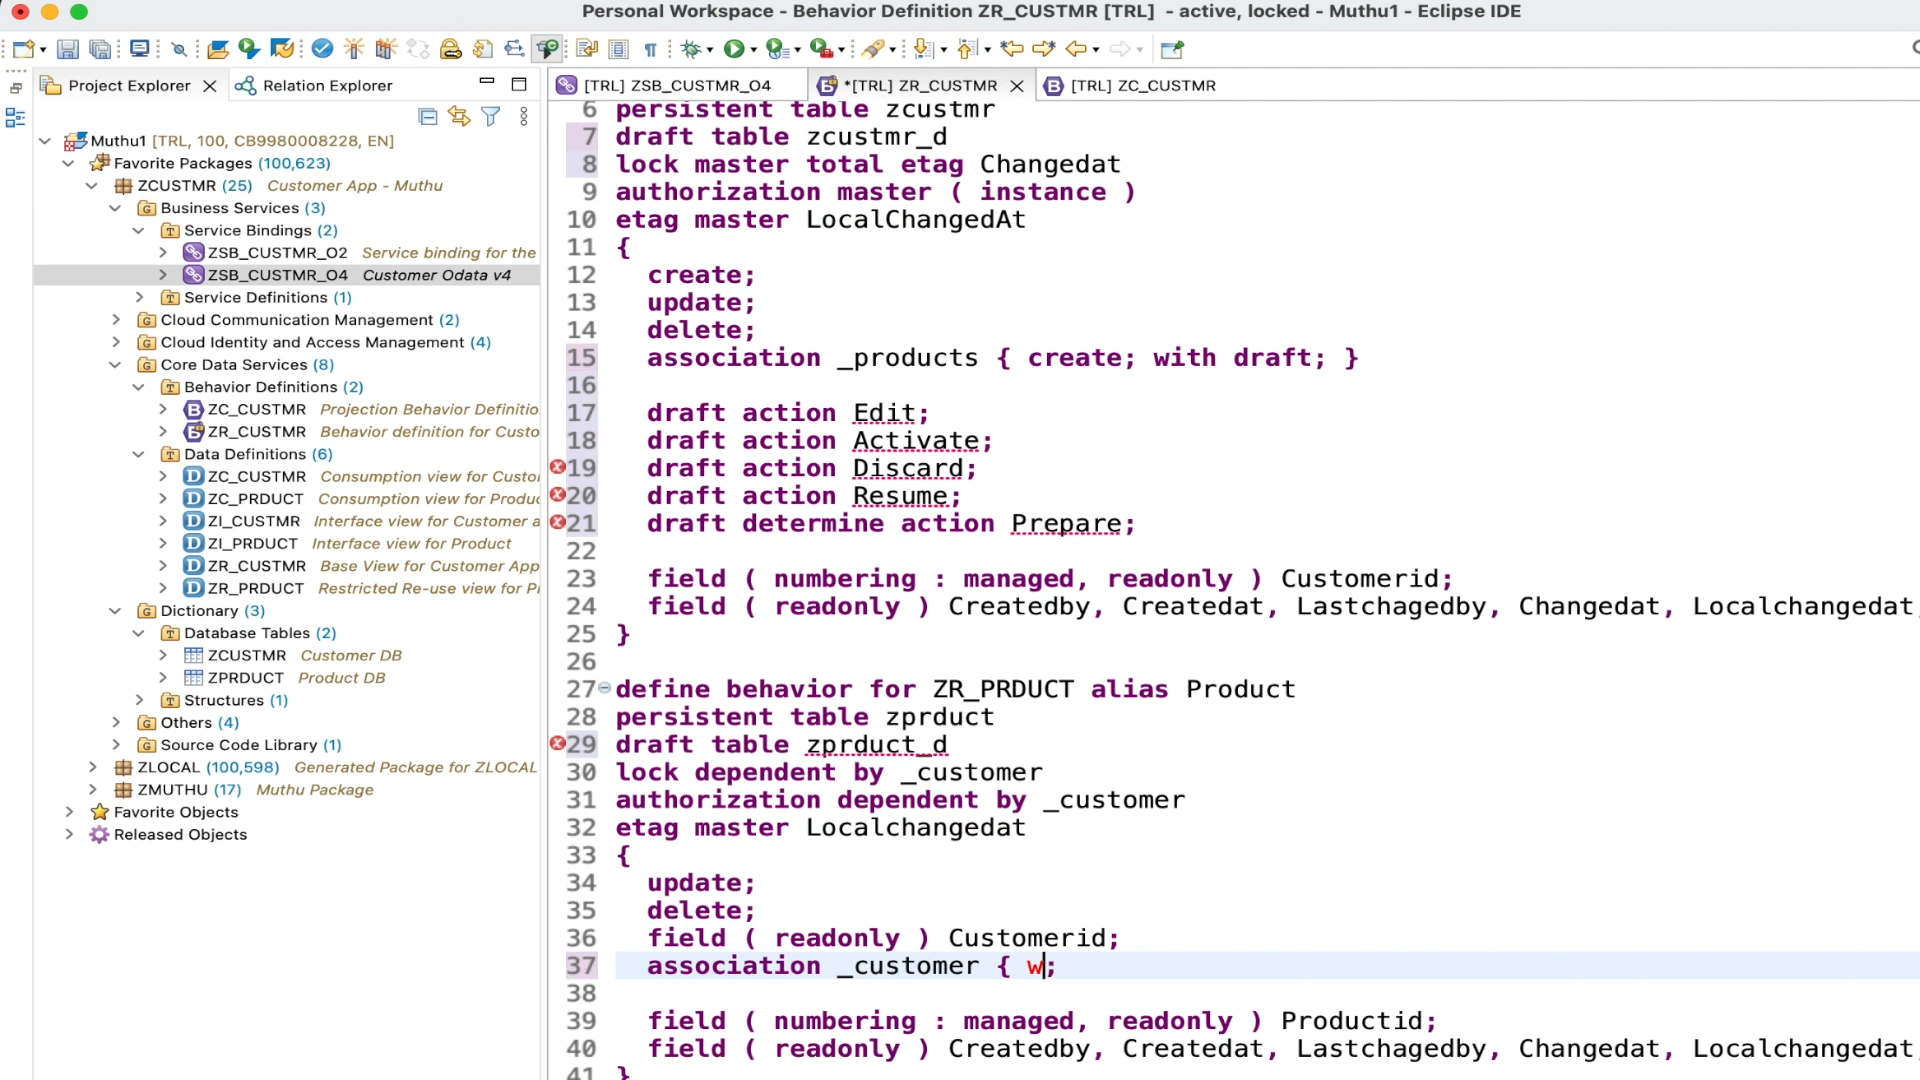 Personal Workspace - Behavior Definition ZR_CUSTMR [TRL] - active, locked - Muthu1 - Eclipse IDE
Project Explorer
Relation Explorer
Muthu1 [TRL, 100, CB9980008228, EN]
Favorite Packages (100,623)
ZCUSTMR (25) Customer App - Muthu
Business Services (3)
Service Bindings (2)
ZSB_CUSTMR_O2 Service binding for the
ZSB_CUSTMR_O4 Customer Odata v4
Service Definitions (1)
Cloud Communication Management (2)
Cloud Identity and Access Management (4)
Core Data Services (8)
Behavior Definitions (2)
ZC_CUSTMR Projection Behavior Definitio
ZR_CUSTMR Behavior definition for Custo
Data Definitions (6)
ZC_CUSTMR Consumption view for Custo
ZC_PRDUCT Consumption view for Produ
ZI_CUSTMR Interface view for Customer a
ZI_PRDUCT Interface view for Product
ZR_CUSTMR Base View for Customer App
ZR_PRDUCT Restricted Re-use view for P
Dictionary (3)
Database Tables (2)
ZCUSTMR Customer DB
ZPRDUCT Product DB
Structures (1)
Others (4)
Source Code Library (1)
ZLOCAL (100,598) Generated Package for ZLOCAL
ZMUTHU (17) Muthu Package
Favorite Objects
Released Objects
[TRL] ZSB_CUSTMR_O4
*[TRL] ZR_CUSTMR
[TRL] ZC_CUSTMR
6 persistent table zcustmr
7 draft table zcustmr_d
8 lock master total etag Changedat
9 authorization master ( instance )
10 etag master LocalChangedAt
11 {
12 create;
13 update;
14 delete;
15 association _products { create; with draft; }
16
17 draft action Edit;
18 draft action Activate;
19 draft action Discard;
20 draft action Resume;
21 draft determine action Prepare;
22
23 field ( numbering : managed, readonly ) Customerid;
24 field ( readonly ) Createdby, Createdat, Lastchagedby, Changedat, Localchangedat
25 }
26
27 define behavior for ZR_PRDUCT alias Product
28 persistent table zprduct
29 draft table zprduct_d
30 lock dependent by _customer
31 authorization dependent by _customer
32 etag master Localchangedat
33 {
34 update;
35 delete;
36 field ( readonly ) Customerid;
37 association _customer { w;
38
39 field ( numbering : managed, readonly ) Productid;
40 field ( readonly ) Createdby, Createdat, Lastchagedby, Changedat, Localchangedat
41 }